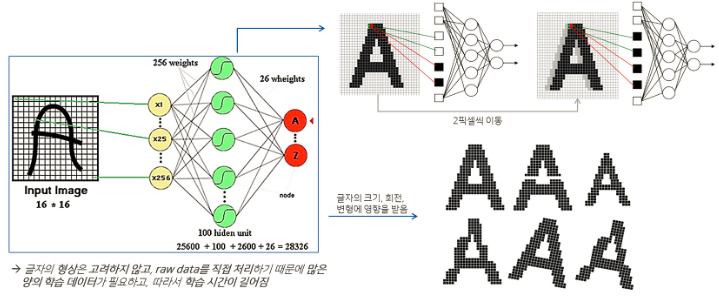 256 weights
26 wheights
x1
x25
x256
A
Z
node
Input Image
16 * 16
100 hiden unit
25600 + 100 + 2600 + 26 = 28326
2픽셀씩 이동
글자의 크기, 회전,
변형에 영향을 받음
→ 글자의 형상은 고려하지 않고, raw data를 직접 처리하기 때문에 많은
양의 학습 데이터가 필요하고, 따라서 학습 시간이 길어짐